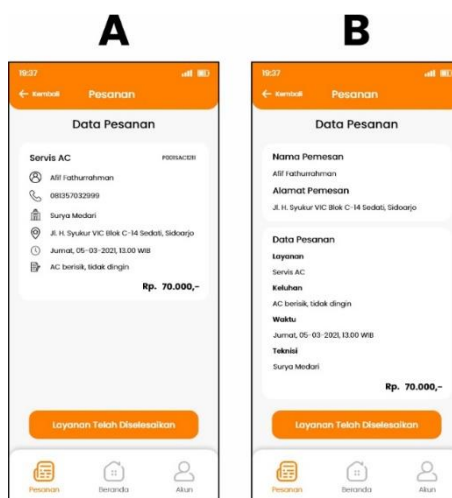 A
19:37
← Kembali Pesanan
Data Pesanan
Servis AC
Afif Fathurrahman
081357032999
Surya Medari
Jl. H. Syukur VIC Blok C-14 Sedati, Sidoarjo
Jumat, 05-03-2021, 13.00 WIB
AC berisik, tidak dingin
Rp. 70.000,-
Layanan Telah Diselesaikan
Pesanan Beranda Akun
B
19:37
← Kembali Pesanan
Data Pesanan
Nama Pemesan
Afif Fathurrahman
Alamat Pemesan
Jl. H. Syukur VIC Blok C-14 Sedati, Sidoarjo
Data Pesanan
Layanan
Servis AC
Keluhan
AC berisik, tidak dingin
Waktu
Jumat, 05-03-2021, 13.00 WIB
Teknisi
Surya Medari
Rp. 70.000,-
Layanan Telah Diselesaikan
Pesanan Beranda Akun